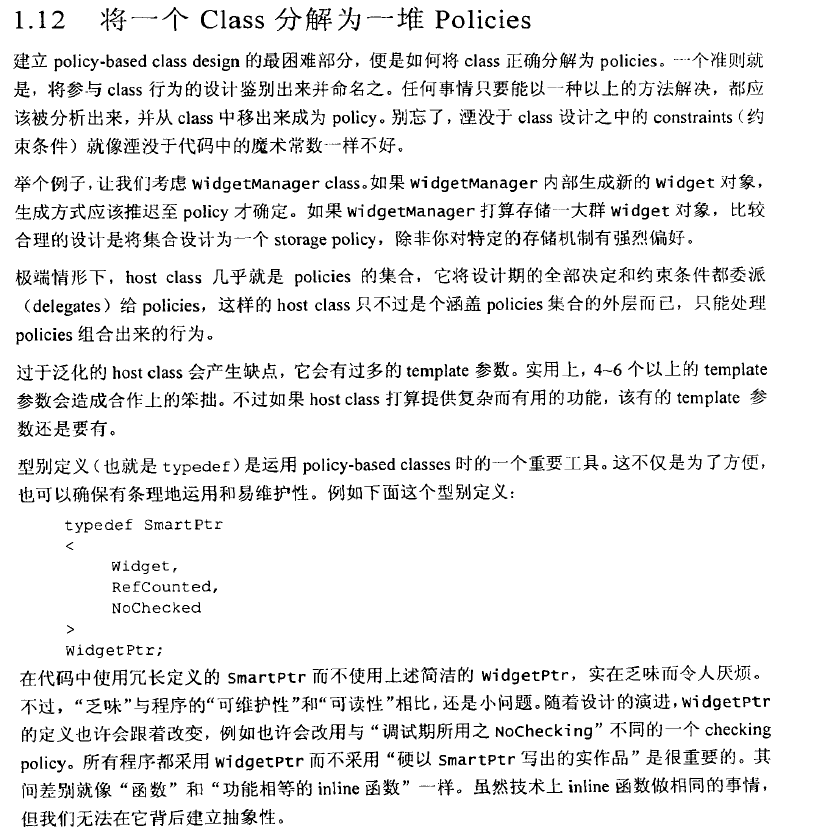 1.12 将一个 Class 分解为一堆 Policies
建立 policy-based class design 的最困难部分，便是如何将 class 正确分解为 policies。一个准则就
是，将参与 class 行为的设计鉴别出来并命名之。任何事情只要能以一种以上的方法解决，都应
该被分析出来，并从 class 中移出来成为 policy。别忘了，湮没于 class 设计之中的 constraints（约
束条件）就像湮没于代码中的魔术常数一样不好。
举个例子，让我们考虑 WidgetManager class。如果 WidgetManager 内部生成新的 Widget 对象，
生成方式应该推迟至 policy 才确定。如果 WidgetManager 打算存储一大群 Widget 对象，比较
合理的设计是将集合设计为一个 storage policy，除非你对特定的存储机制有强烈偏好。
极端情形下，host class 几乎就是 policies 的集合，它将设计期的全部决定和约束条件都委派
（delegates）给 policies，这样的 host class 只不过是个涵盖 policies 集合的外层而已，只能处理
policies 组合出来的行为。
过于泛化的 host class 会产生缺点，它会有过多的 template 参数。实用上，4~6 个以上的 template
参数会造成合作上的笨拙。不过如果 host class 打算提供复杂而有用的功能，该有的 template 参
数还是要有。
型别定义（也就是 typedef）是运用 policy-based classes 时的一个重要工具。这不仅是为了方便，
也可以确保有条理地运用和易维护性。例如下面这个型别定义：
typedef SmartPtr
<
Widget,
RefCounted,
NoChecked
>
WidgetPtr;
在代码中使用冗长定义的 SmartPtr 而不使用上述简洁的 WidgetPtr，实在乏味而令人厌烦。
不过，“乏味”与程序的“可维护性”和“可读性”相比，还是小问题。随着设计的演进，WidgetPtr
的定义也许会跟着改变，例如也许会改用与“调试期所用之 NoChecking”不同的一个 checking
policy。所有程序都采用 WidgetPtr 而不采用“硬以 SmartPtr 写出的实作品”是很重要的。其
间差别就像“函数”和“功能相等的 inline 函数”一样。虽然技术上 inline 函数做相同的事情，
但我们无法在它背后建立抽象性。